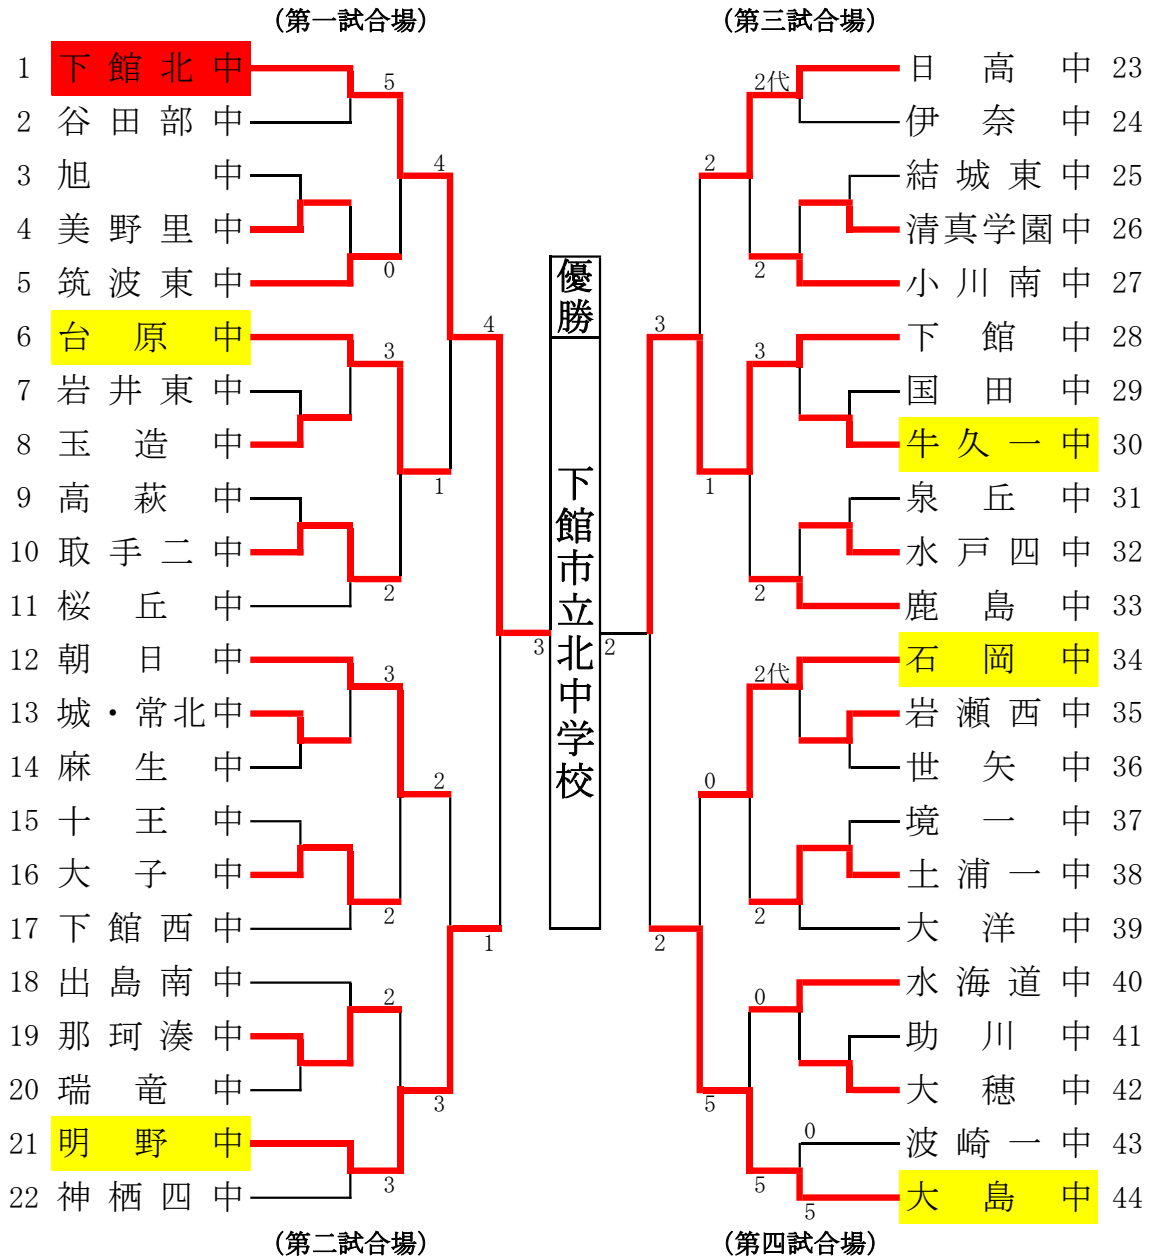 (第一試合場)
(第三試合場)
1 下館北中
2 谷田部中
3 旭中
4 美野里中
5 筑波東中
6 台原中
7 岩井東中
8 玉造中
9 高萩中
10 取手二中
11 桜丘中
12 朝日中
13 城・常北中
14 麻生中
15 十王中
16 大子中
17 下館西中
18 出島南中
19 那珂湊中
20 瑞竜中
21 明野中
22 神栖四中
5
0
3
2
3
2
2
3
4
1
2
3
4
1
3
優勝
下館市立北中学校
2
3
2
2
1
0
5
2代
2
3
2
2代
2
0
5
0
5
日高中 23
伊奈中 24
結城東中 25
清真学園中 26
小川南中 27
下館中 28
国田中 29
牛久一中 30
泉丘中 31
水戸四中 32
鹿島中 33
石岡中 34
岩瀬西中 35
世矢中 36
境一中 37
土浦一中 38
大洋中 39
水海道中 40
助川中 41
大穂中 42
波崎一中 43
大島中 44
(第二試合場)
(第四試合場)